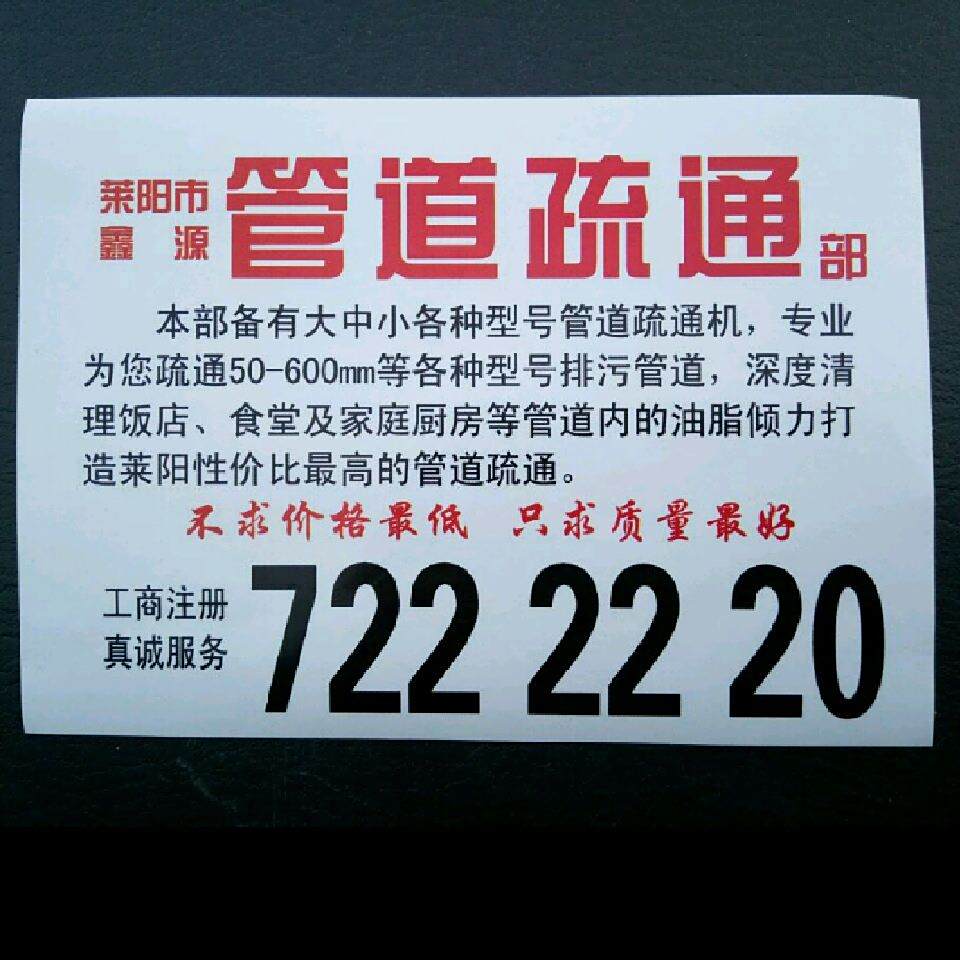 莱阳市
鑫源
管道疏通部
本部备有大中小各种型号管道疏通机，专业
为您疏通50-600mm等各种型号排污管道，深度清
理饭店、食堂及家庭厨房等管道内的油脂倾力打
造莱阳性价比最高的管道疏通。
不求价格最低 只求质量最好
工商注册
真诚服务
722 22 20